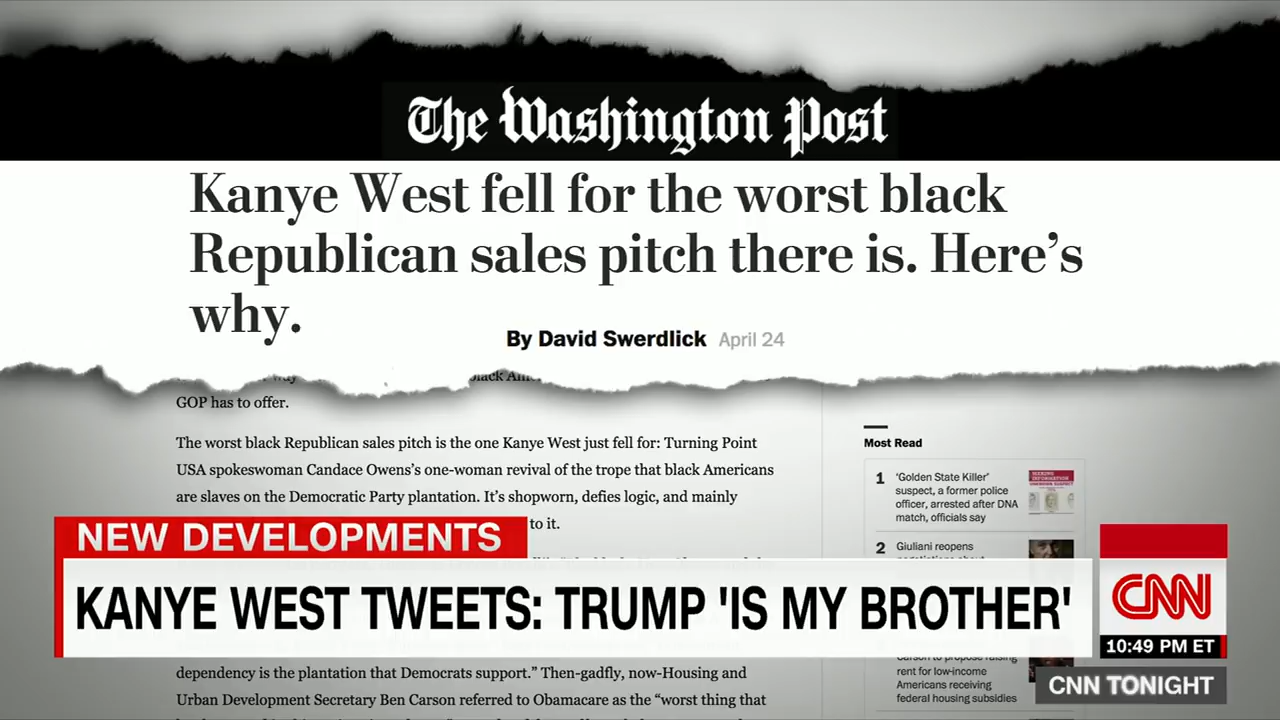 The Washington Post
Kanye West fell for the worst black
Republican sales pitch there is. Here’s
why.
By David Swerdlick April 24
GOP has to offer.
The worst black Republican sales pitch is the one Kanye West just fell for: Turning Point
USA spokeswoman Candace Owens’s one-woman revival of the trope that black Americans
are slaves on the Democratic Party plantation. It’s shopworn, defies logic, and mainly
to it.
Most Read
1 ‘Golden State Killer’
suspect, a former police
officer, arrested after DNA
match, officials say
2 Giuliani reopens
NEW DEVELOPMENTS
KANYE WEST TWEETS: TRUMP 'IS MY BROTHER'
CNN
10:49 PM ET
CNN TONIGHT
dependency is the plantation that Democrats support.” Then-gadfly, now-Housing and
Urban Development Secretary Ben Carson referred to Obamacare as the “worst thing that
Carson to propose raising
rent for low-income
Americans receiving
federal housing subsidies